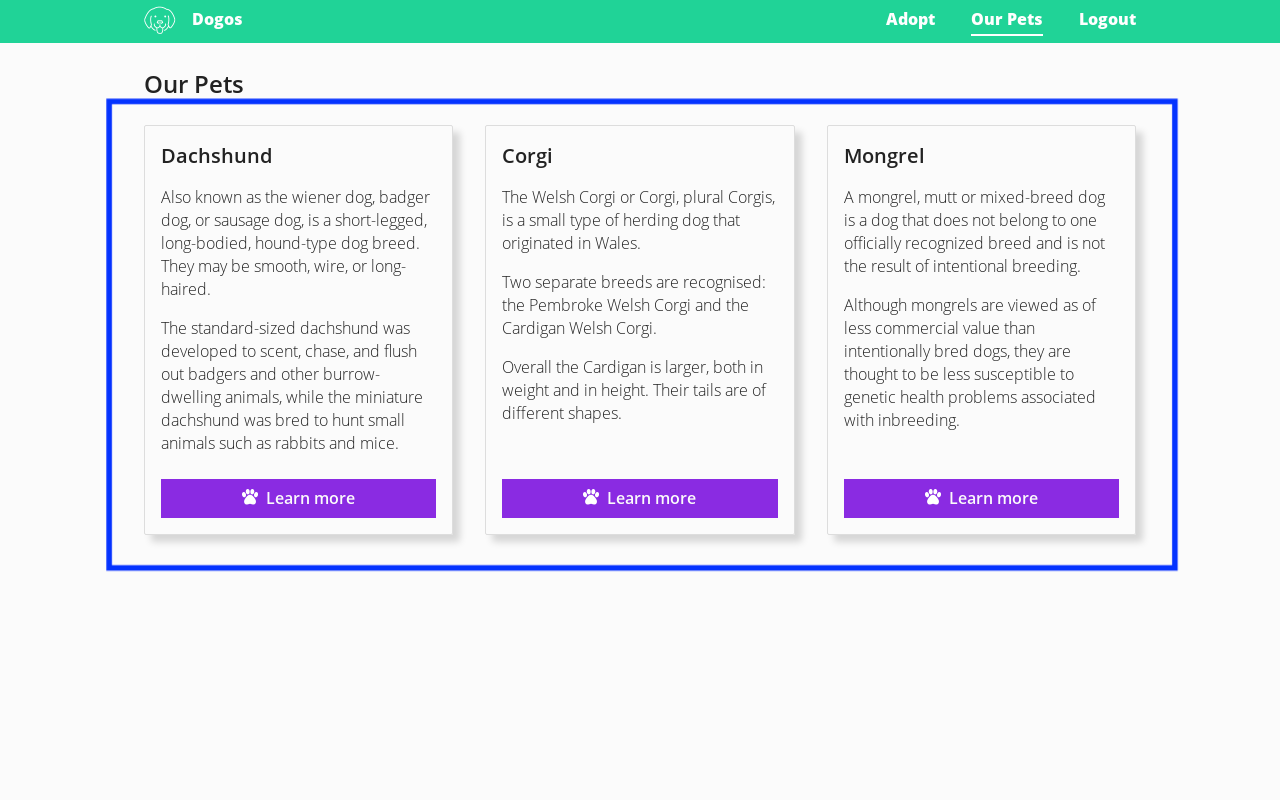 Dogos
Adopt
Our Pets
Logout
Our Pets
Dachshund
Also known as the wiener dog, badger
dog, or sausage dog, is a short-legged,
long-bodied, hound-type dog breed.
They may be smooth, wire, or long-
haired.
The standard-sized dachshund was
developed to scent, chase, and flush
out badgers and other burrow-
dwelling animals, while the miniature
dachshund was bred to hunt small
animals such as rabbits and mice.
Learn more
Corgi
The Welsh Corgi or Corgi, plural Corgis,
is a small type of herding dog that
originated in Wales.
Two separate breeds are recognised:
the Pembroke Welsh Corgi and the
Cardigan Welsh Corgi.
Overall the Cardigan is larger, both in
weight and in height. Their tails are of
different shapes.
Learn more
Mongrel
A mongrel, mutt or mixed-breed dog
is a dog that does not belong to one
officially recognized breed and is not
the result of intentional breeding.
Although mongrels are viewed as of
less commercial value than
intentionally bred dogs, they are
thought to be less susceptible to
genetic health problems associated
with inbreeding.
Learn more